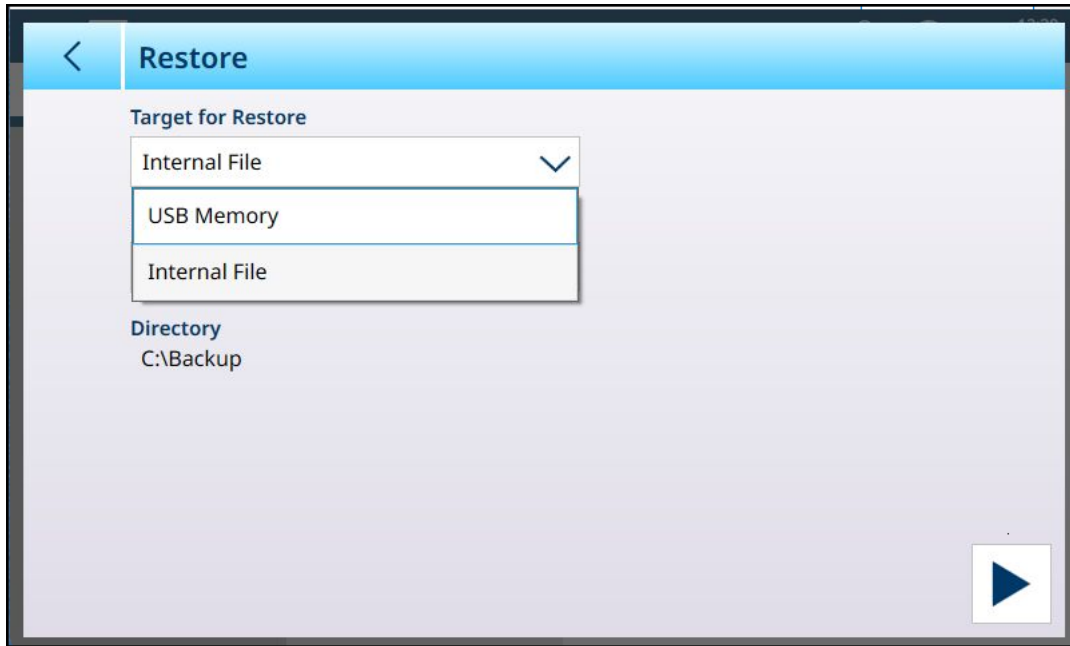 Restore
Target for Restore
Internal File
USB Memory
Internal File
Directory
C:\Backup